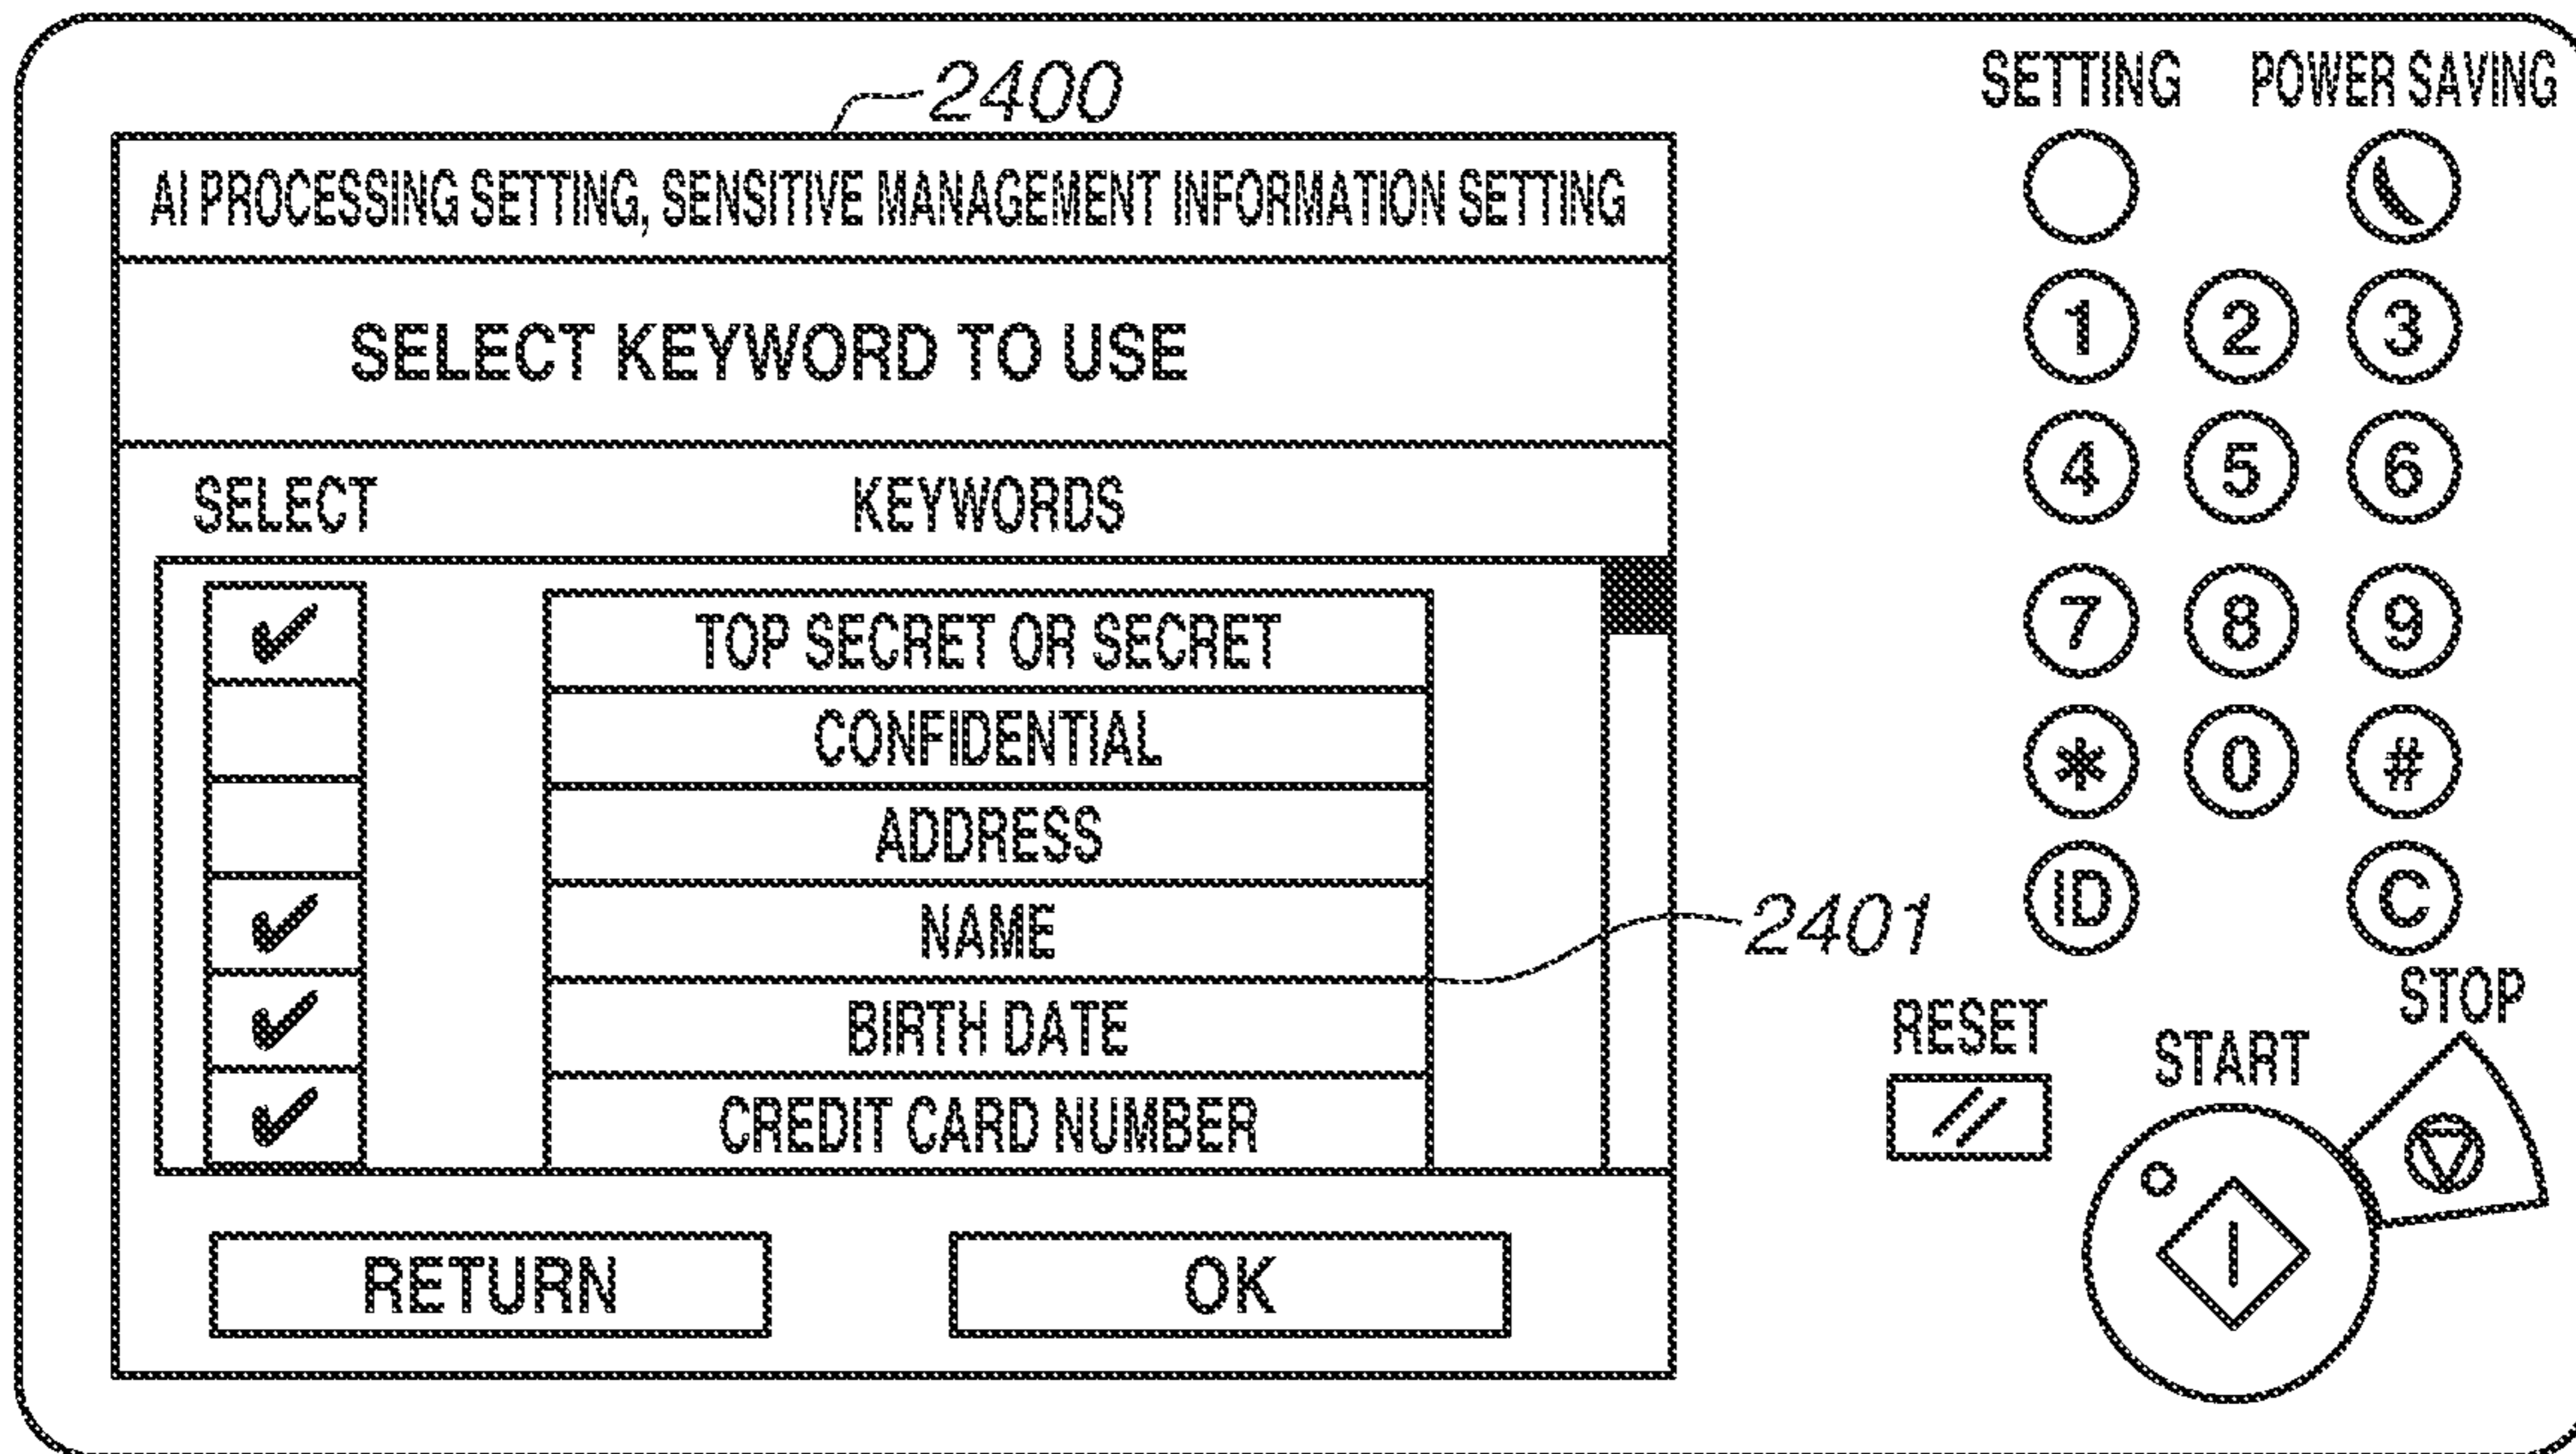 2400
AI PROCESSING SETTING, SENSITIVE MANAGEMENT INFORMATION SETTING
SELECT KEYWORD TO USE
SELECT KEYWORDS
✔ TOP SECRET OR SECRET
CONFIDENTIAL
ADDRESS
✔ NAME
✔ BIRTH DATE
✔ CREDIT CARD NUMBER
2401
RETURN OK
SETTING POWER SAVING
1 2 3
4 5 6
7 8 9
* 0 #
ID C
RESET START STOP